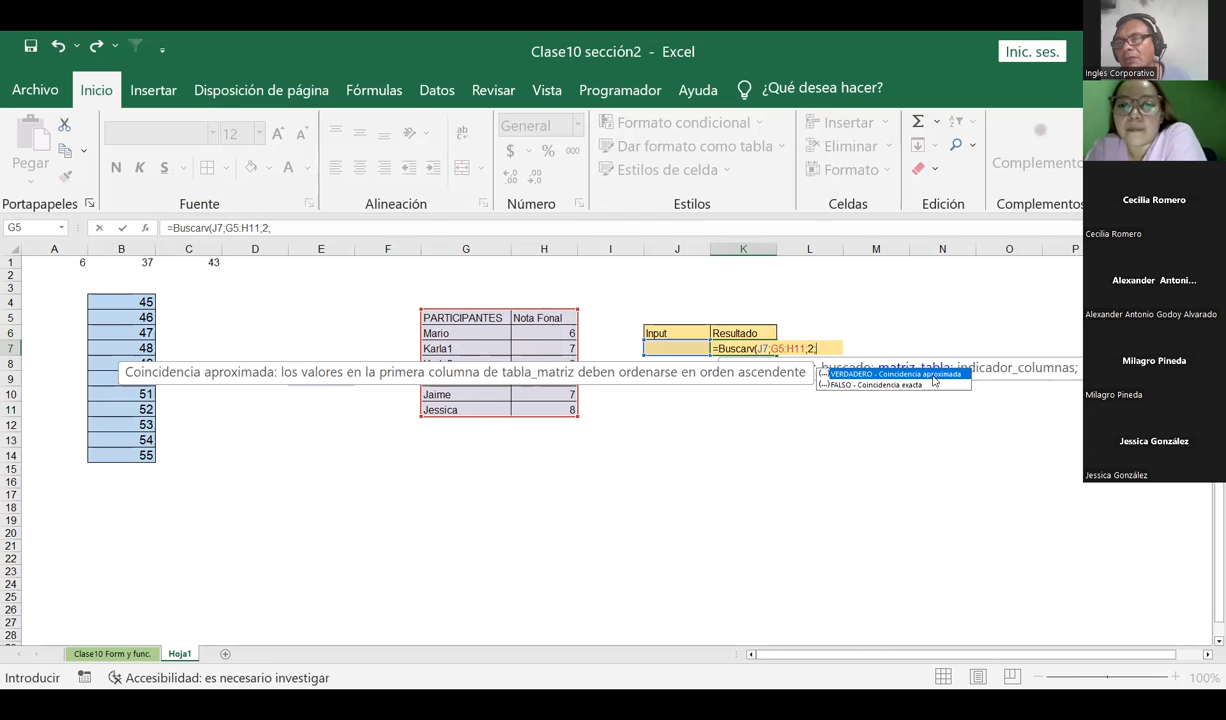 Clase10 sección2 - Excel
Inic. ses.
Archivo Inicio Insertar Disposición de página Fórmulas Datos Revisar Vista Programador Ayuda ¿Qué desea hacer?
12 General Formato condicional Insertar
Pegar N K S $ % 000 Dar formato como tabla Eliminar Complemento
Estilos de celda Formato
Portapapeles Fuente Alineación Número Estilos Celdas Edición Complementos
G5 fx =Buscarv(J7;G5:H11;2;
A B C D E F G H I J K L M N O P
1 6 37 43
2
3
4 45
5 46 PARTICIPANTES Nota Fonal
6 47 Mario 6 Input Resultado
7 48 Karla1 7 =Buscarv(J7;G5:H11;2;
8 buscado; matriz_tabla; indicador_columnas;
Coincidencia aproximada: los valores en la primera columna de tabla_matriz deben ordenarse en orden ascendente
VERDADERO - Coincidencia aproximada
9 FALSO - Coincidencia exacta
10 51 Jaime 7
11 52 Jessica 8
12 53
13 54
14 55
15
16
17
18
19
20
21
22
23
24
25
26
27
28
Clase10 Form y func. Hoja1
Introducir Accesibilidad: es necesario investigar 100%
Ingles Corporativo
Cecilia Romero
Cecilia Romero
Alexander Antoni...
Alexander Antonio Godoy Alvarado
Milagro Pineda
Milagro Pineda
Jessica González
Jessica González